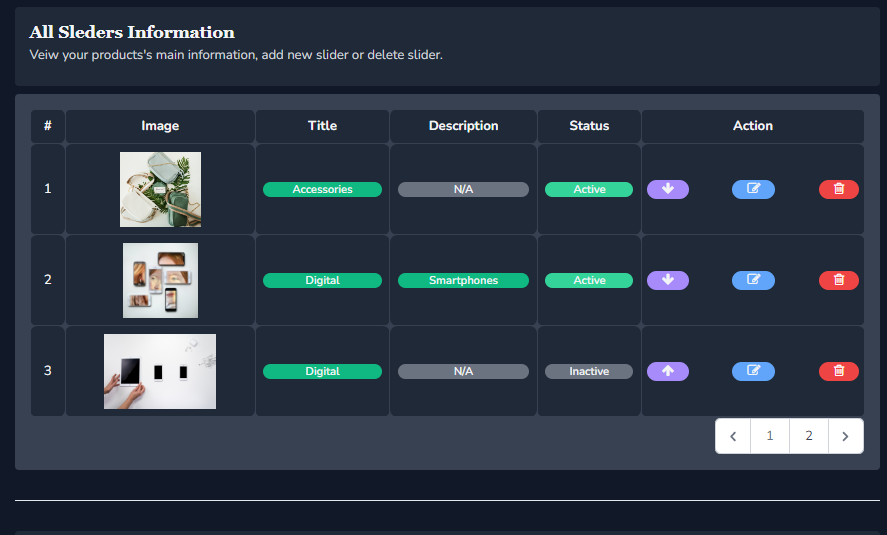 All Sleders Information
Veiw your products's main information, add new slider or delete slider.
# Image Title Description Status Action
1 Accessories N/A Active
2 Digital Smartphones Active
3 Digital N/A Inactive
1 2